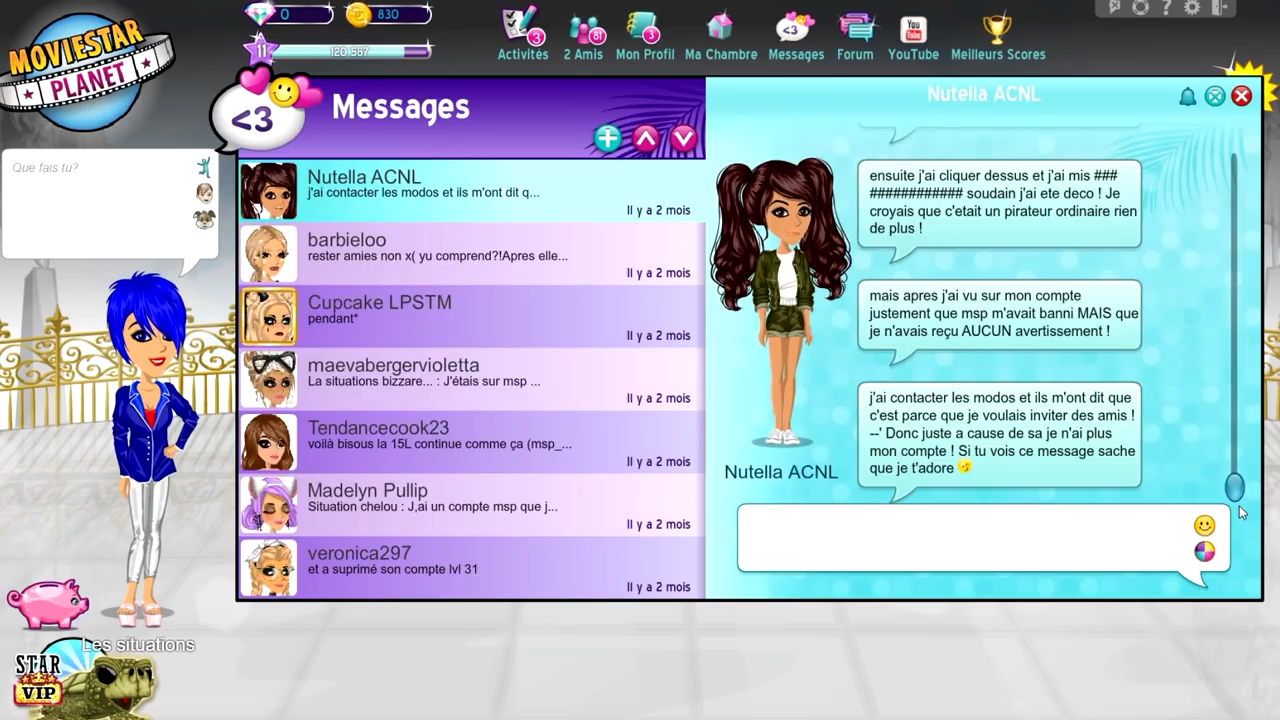 MOVIESTAR
PLANET
0
830
11
120,587
3
81
3
<3
You
Tube
Activités
2 Amis
Mon Profil
Ma Chambre
Messages
Forum
YouTube
Meilleurs Scores
Que fais tu?
<3
Messages
Nutella ACNL
j'ai contacter les modos et ils m'ont dit q...
Il y a 2 mois
barbieloo
rester amies non x( yu comprend?!Apres elle...
Il y a 2 mois
Cupcake LPSTM
pendant*
Il y a 2 mois
maevabergervioletta
La situations bizzare... : J'étais sur msp ...
Il y a 2 mois
Tendancecook23
voilà bisous la 15L continue comme ça (msp_...
Il y a 2 mois
Madelyn Pullip
Situation chelou : J,ai un compte msp que j...
Il y a 2 mois
veronica297
et a suprimé son compte lvl 31
Il y a 2 mois
Nutella ACNL
ensuite j'ai cliquer dessus et j'ai mis ###
############ soudain j'ai ete deco ! Je
croyais que c'etait un pirateur ordinaire rien
de plus !
mais apres j'ai vu sur mon compte
justement que msp m'avait banni MAIS que
je n'avais reçu AUCUN avertissement !
j'ai contacter les modos et ils m'ont dit que
c'est parce que je voulais inviter des amis !
--' Donc juste a cause de sa je n'ai plus
mon compte ! Si tu vois ce message sache
que je t'adore
Nutella ACNL
Les situations
STAR
VIP